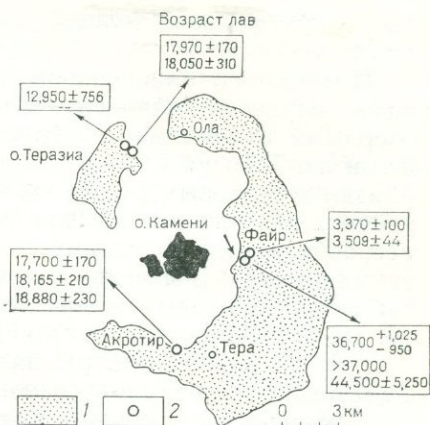 Возраст лав
17,970±170
18,050±310
12,950±756
Ола
о.Теразиа
о.Камени
Файр
3,370±100
3,509±44
17,700±170
18,165±210
18,880±230
36,700 +1,025
-950
>37,000
44,500±5,250
Акротир
Тера
1 2 0 3 км